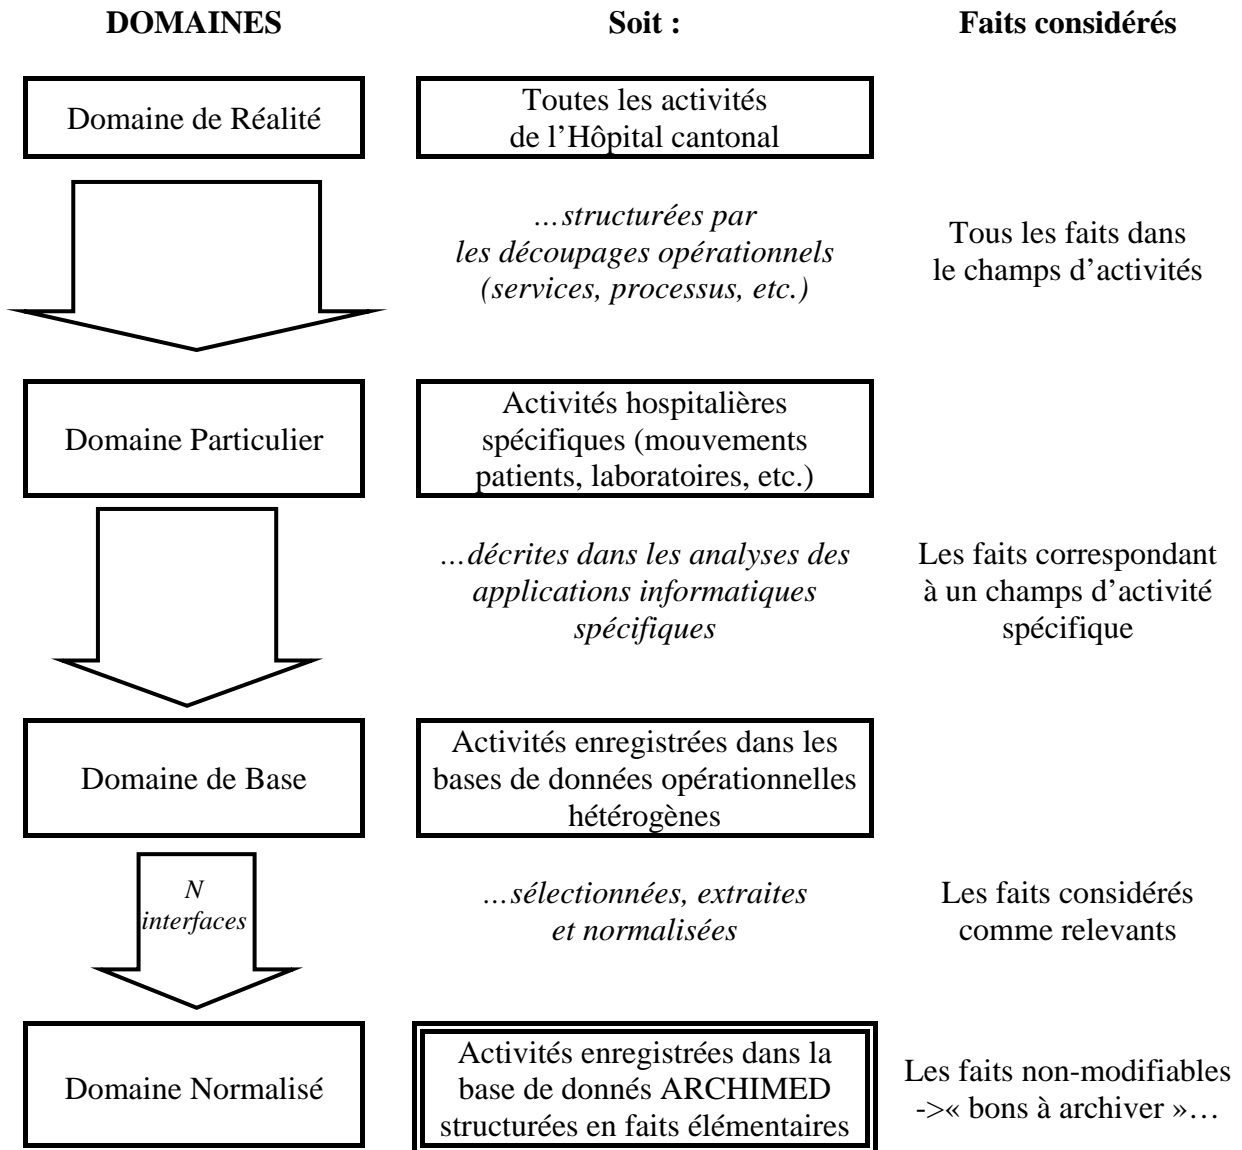 DOMAINES
Soit :
Faits considérés
Domaine de Réalité
Toutes les activités
de l’Hôpital cantonal
…structurées par
les découpages opérationnels
(services, processus, etc.)
Tous les faits dans
le champs d’activités
Domaine Particulier
Activités hospitalières
spécifiques (mouvements
patients, laboratoires, etc.)
…décrites dans les analyses des
applications informatiques
spécifiques
Les faits correspondant
à un champs d’activité
spécifique
Domaine de Base
Activités enregistrées dans les
bases de données opérationnelles
hétérogènes
N
interfaces
…sélectionnées, extraites
et normalisées
Les faits considérés
comme relevants
Domaine Normalisé
Activités enregistrées dans la
base de donnés ARCHIMED
structurées en faits élémentaires
Les faits non-modifiables
->« bons à archiver »…